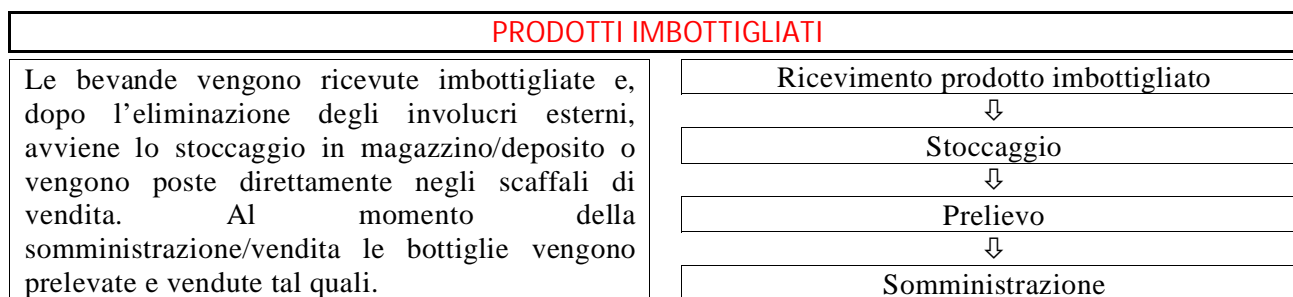 PRODOTTI IMBOTTIGLIATI
Le bevande vengono ricevute imbottigliate e,
dopo l'eliminazione degli involucri esterni,
avviene lo stoccaggio in magazzino/deposito o
vengono poste direttamente negli scaffali di
vendita. Al momento della
somministrazione/vendita le bottiglie vengono
prelevate e vendute tal quali.
Ricevimento prodotto imbottigliato
⇩
Stoccaggio
⇩
Prelievo
⇩
Somministrazione